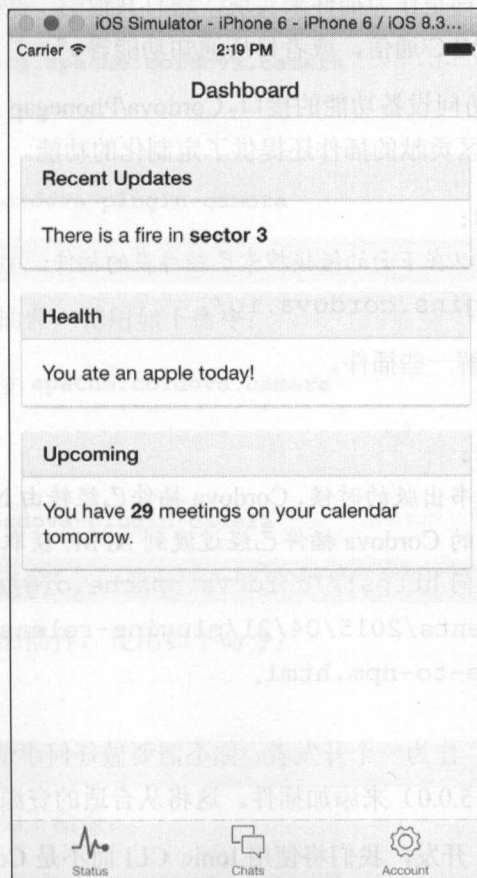 iOS Simulator - iPhone 6 - iPhone 6 / iOS 8.3...
Carrier 2:19 PM
Dashboard
Recent Updates
There is a fire in sector 3
Health
You ate an apple today!
Upcoming
You have 29 meetings on your calendar
tomorrow.
Status Chats Account